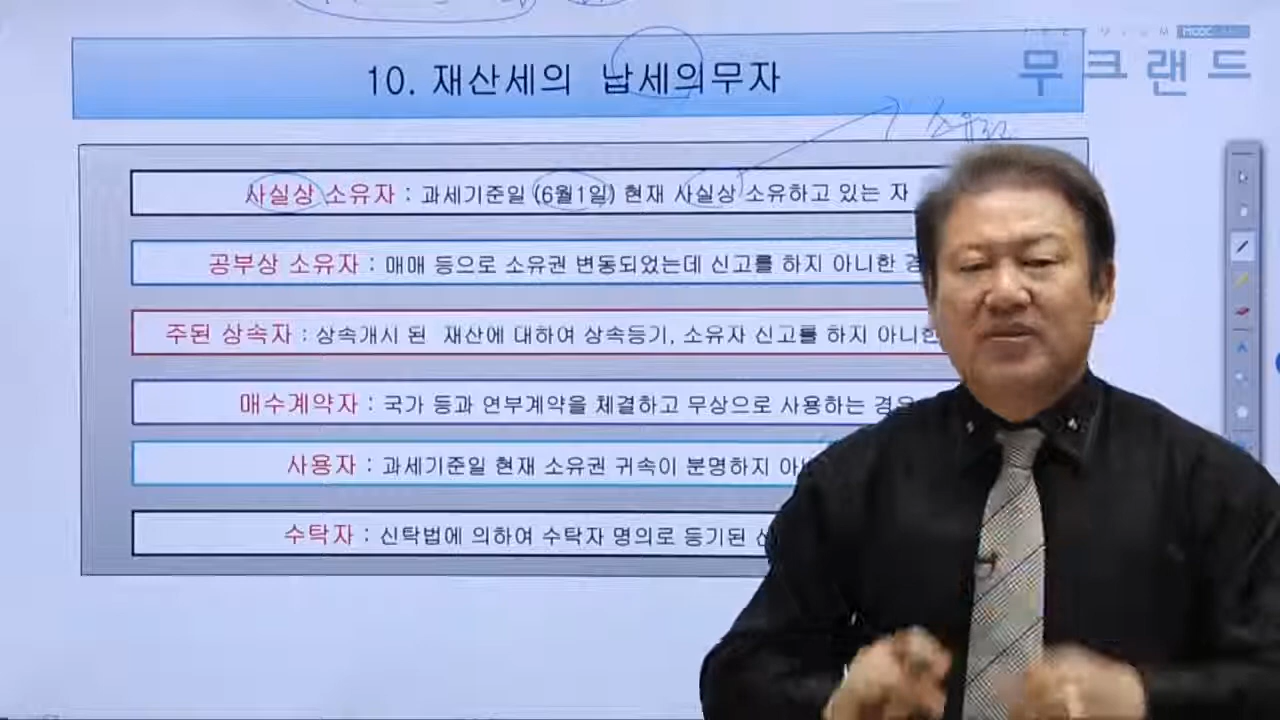 무크랜드
10. 재산세의 납세의무자
사실상 소유자 : 과세기준일 (6월1일) 현재 사실상 소유하고 있는 자
공부상 소유자 : 매매 등으로 소유권 변동되었는데 신고를 하지 아니한
주된 상속자 : 상속개시 된 재산에 대하여 상속등기, 소유자 신고를 하지 아니한
매수계약자 : 국가 등과 연부계약을 체결하고 무상으로 사용하는 경우
사용자 : 과세기준일 현재 소유권 귀속이 분명하지
수탁자 : 신탁법에 의하여 수탁자 명의로 등기된